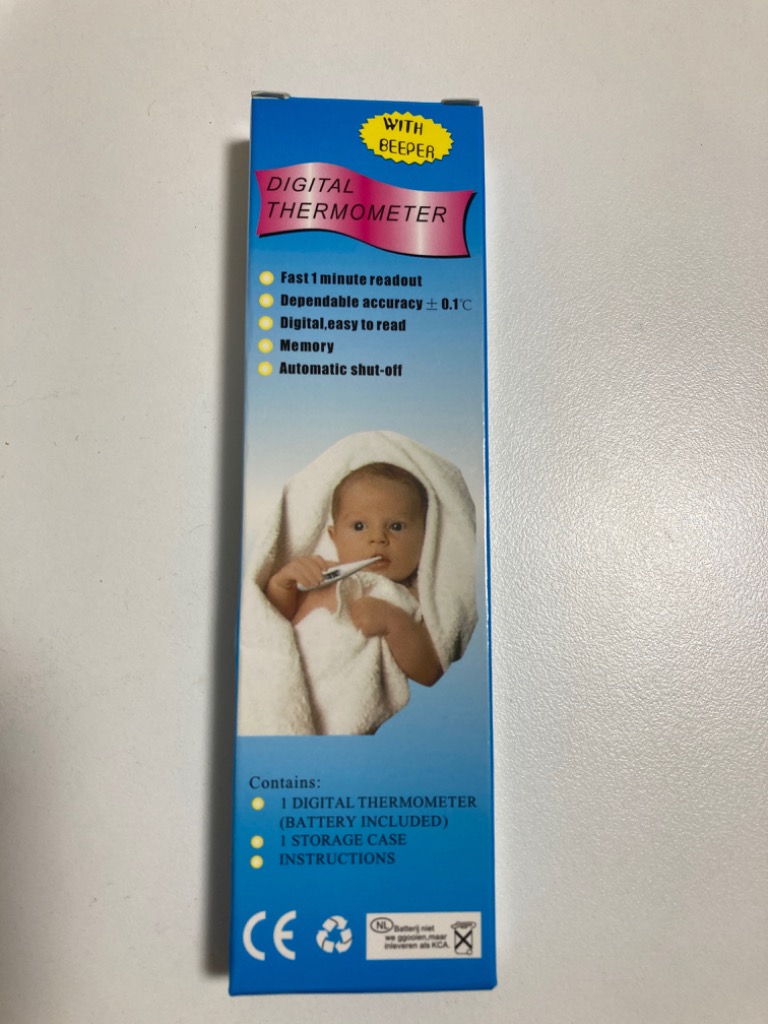 WITH
BEEPER
DIGITAL
THERMOMETER
Fast 1 minute readout
Dependable accuracy ± 0.1℃
Digital,easy to read
Memory
Automatic shut-off
Contains:
1 DIGITAL THERMOMETER
(BATTERY INCLUDED)
1 STORAGE CASE
INSTRUCTIONS
CE
NL Batterij niet
we ggooien,maar
inleveren als KCA.